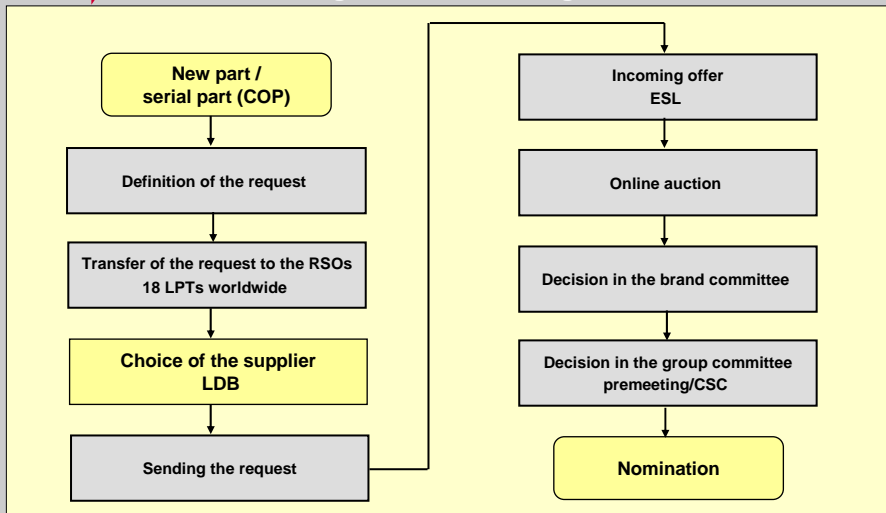 New part /
serial part (COP)
Definition of the request
Transfer of the request to the RSOs
18 LPTs worldwide
Choice of the supplier
LDB
Sending the request
Incoming offer
ESL
Online auction
Decision in the brand committee
Decision in the group committee
premeeting/CSC
Nomination